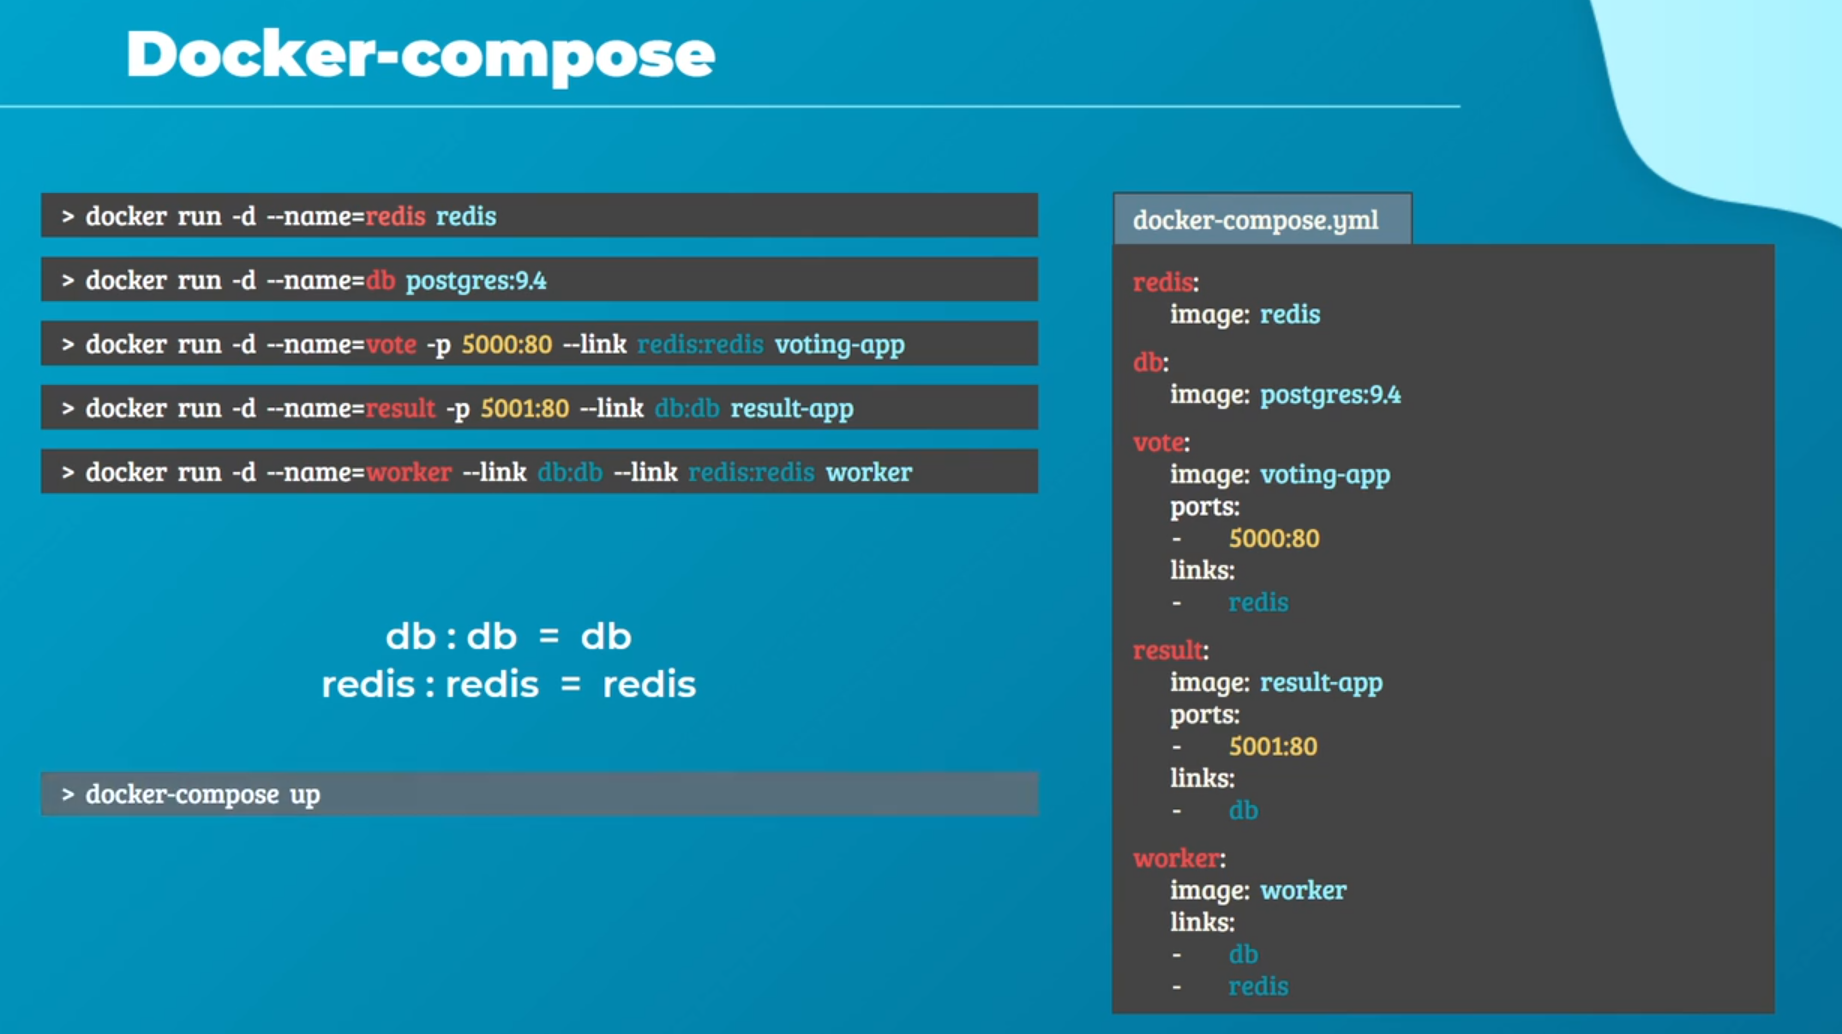 Docker-compose
> docker run -d --name=redis redis
> docker run -d --name=db postgres:9.4
> docker run -d --name=vote -p 5000:80 --link redis:redis voting-app
> docker run -d --name=result -p 5001:80 --link db:db result-app
> docker run -d --name=worker --link db:db --link redis:redis worker
db : db = db
redis : redis = redis
> docker-compose up
docker-compose.yml
redis:
image: redis
db:
image: postgres:9.4
vote:
image: voting-app
ports:
- 5000:80
links:
- redis
result:
image: result-app
ports:
- 5001:80
links:
- db
worker:
image: worker
links:
- db
- redis